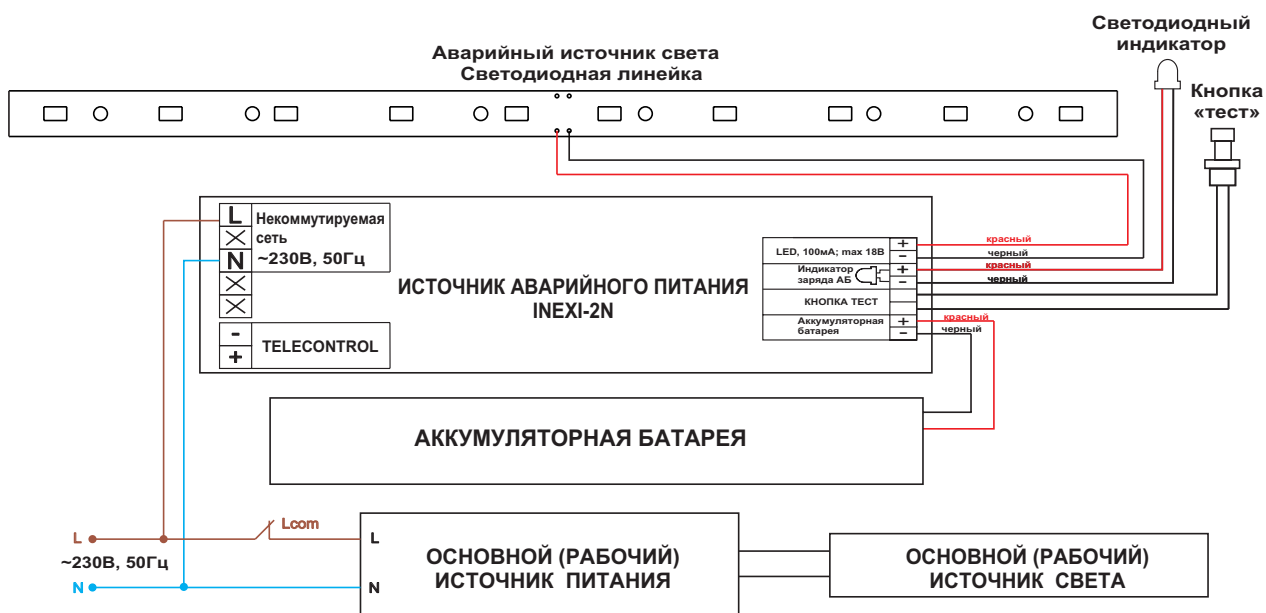 Светодиодный
индикатор
Аварийный источник света
Светодиодная линейка
Кнопка
«тест»
L
Некоммутируемая
сеть
N
~230В, 50Гц
-
+
TELECONTROL
ИСТОЧНИК АВАРИЙНОГО ПИТАНИЯ
INEXI-2N
LED, 100мА; max 18В
+
-
красный
черный
Индикатор
заряда АБ
+
-
красный
черный
КНОПКА ТЕСТ
Аккумуляторная
батарея
+
-
красный
черный
АККУМУЛЯТОРНАЯ БАТАРЕЯ
L
Lcom
L
~230В, 50Гц
N
N
ОСНОВНОЙ (РАБОЧИЙ)
ИСТОЧНИК ПИТАНИЯ
ОСНОВНОЙ (РАБОЧИЙ)
ИСТОЧНИК СВЕТА